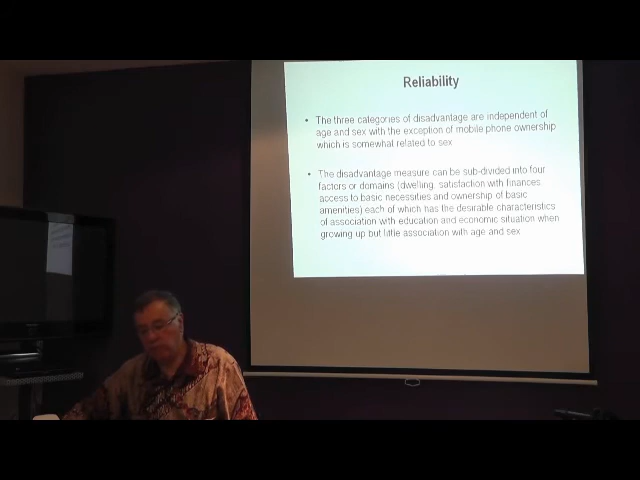 Reliability
• The three categories of disadvantage are independent of
age and sex with the exception of mobile phone ownership
which is somewhat related to sex
• The disadvantage measure can be sub-divided into four
factors or domains (dwelling, satisfaction with finances,
access to basic necessities and ownership of basic
amenities) each of which has the desirable characteristics
of association with education and economic situation when
growing up but little association with age and sex